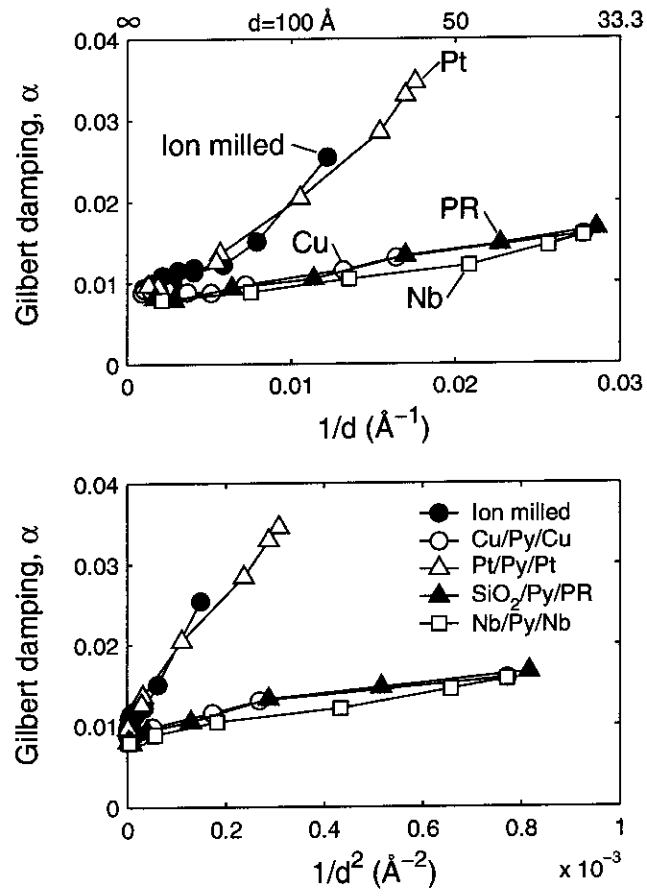 ∞ d=100 Å 50 33.3
0.04
Pt
0.03
Ion milled
0.02
PR
Cu
0.01
Nb
0
0 0.01 0.02 0.03
Gilbert damping, α
1/d (Å⁻¹)
0.04
Ion milled
Cu/Py/Cu
0.03
Pt/Py/Pt
SiO₂/Py/PR
Nb/Py/Nb
0.02
0.01
0
0 0.2 0.4 0.6 0.8 1
Gilbert damping, α
1/d² (Å⁻²) x 10⁻³